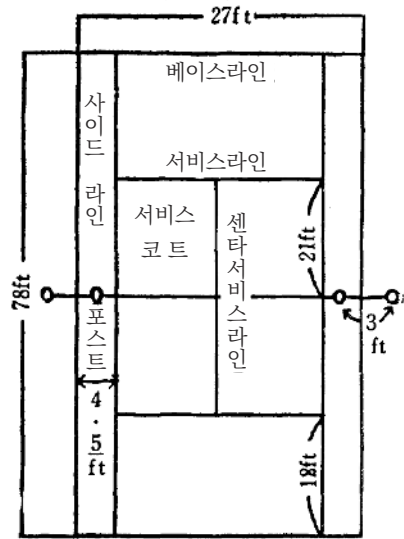 27ft
베이스라인
사이드 라인
서비스라인
서비스
코트
센타서비스라인
21ft
78ft
포스트
3
ft
4
·
5
ft
18ft